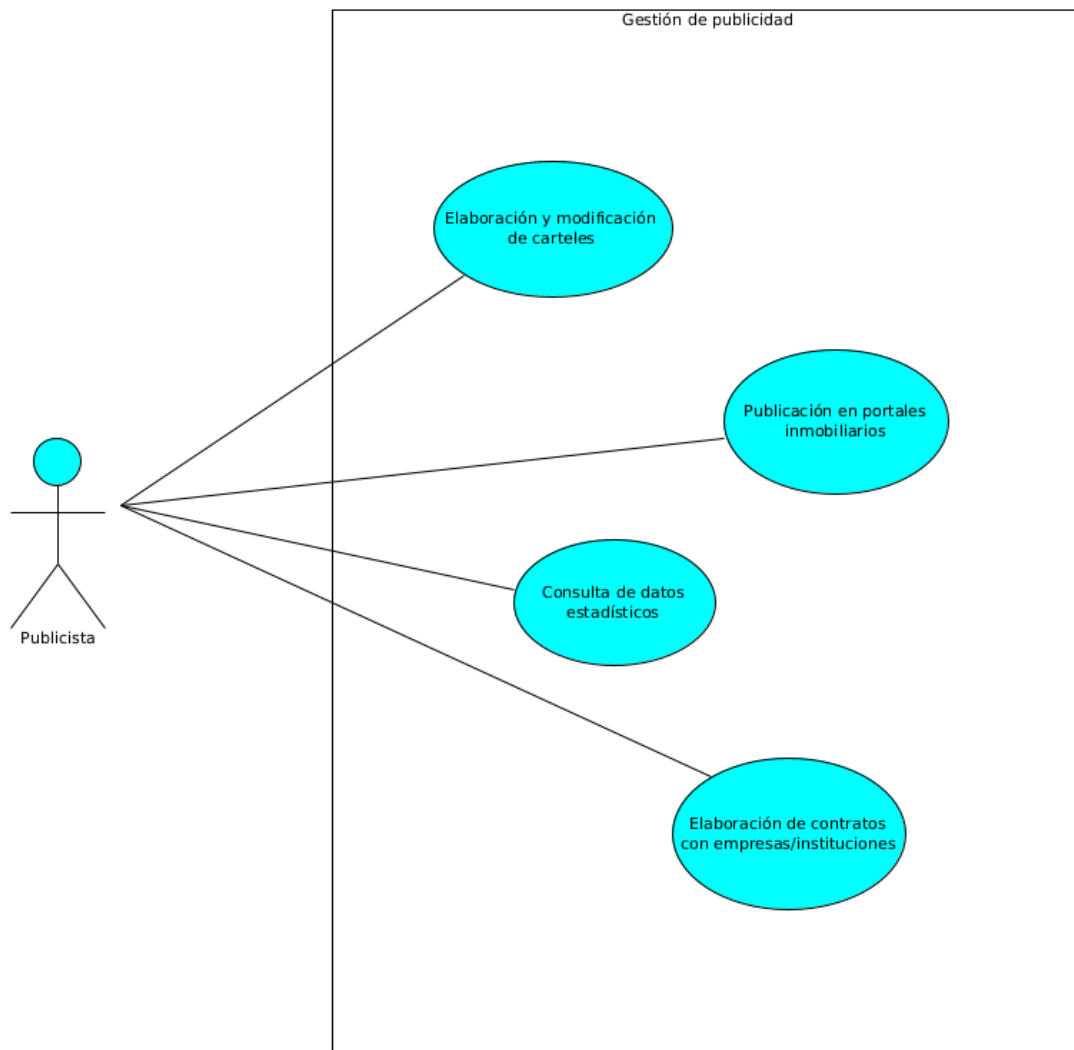 Gestión de publicidad
Elaboración y modificación
de carteles
Publicación en portales
inmobiliarios
Consulta de datos
estadísticos
Publicista
Elaboración de contratos
con empresas/instituciones